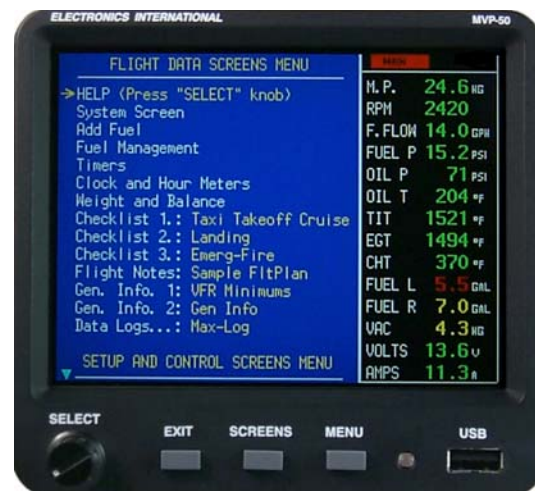 ELECTRONICS INTERNATIONAL
MVP-50
FLIGHT DATA SCREENS MENU
HELP (Press "SELECT" knob)
System Screen
Add Fuel
Fuel Management
Timers
Clock and Hour Meters
Weight and Balance
Checklist 1.: Taxi Takeoff Cruise
Checklist 2.: Landing
Checklist 3.: Emerg-Fire
Flight Notes: Sample FltPlan
Gen. Info. 1: VFR Minimums
Gen. Info. 2: Gen Info
Data Logs...: Max-Log
SETUP AND CONTROL SCREENS MENU
MAIN
M.P. 24.6 HG
RPM 2420
F.FLOW 14.0 GPH
FUEL P 15.2 PSI
OIL P 71 PSI
OIL T 204 °F
TIT 1521 °F
EGT 1494 °F
CHT 370 °F
FUEL L 5.5 GAL
FUEL R 7.0 GAL
VAC 4.3 HG
VOLTS 13.6 V
AMPS 11.3 A
SELECT
EXIT
SCREENS
MENU
USB